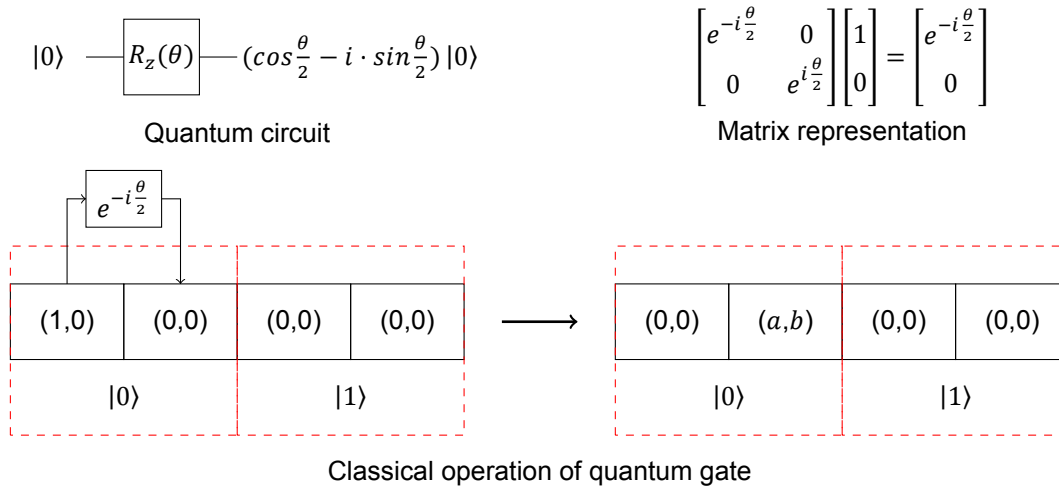 |0⟩ R_z(θ) (cos θ/2 − i · sin θ/2) |0⟩
Quantum circuit
[e^{−i θ/2} 0; 0 e^{i θ/2}] [1; 0] = [e^{−i θ/2}; 0]
Matrix representation
e^{−i θ/2}
(1,0) (0,0) (0,0) (0,0)
|0⟩ |1⟩
(0,0) (a,b) (0,0) (0,0)
|0⟩ |1⟩
Classical operation of quantum gate